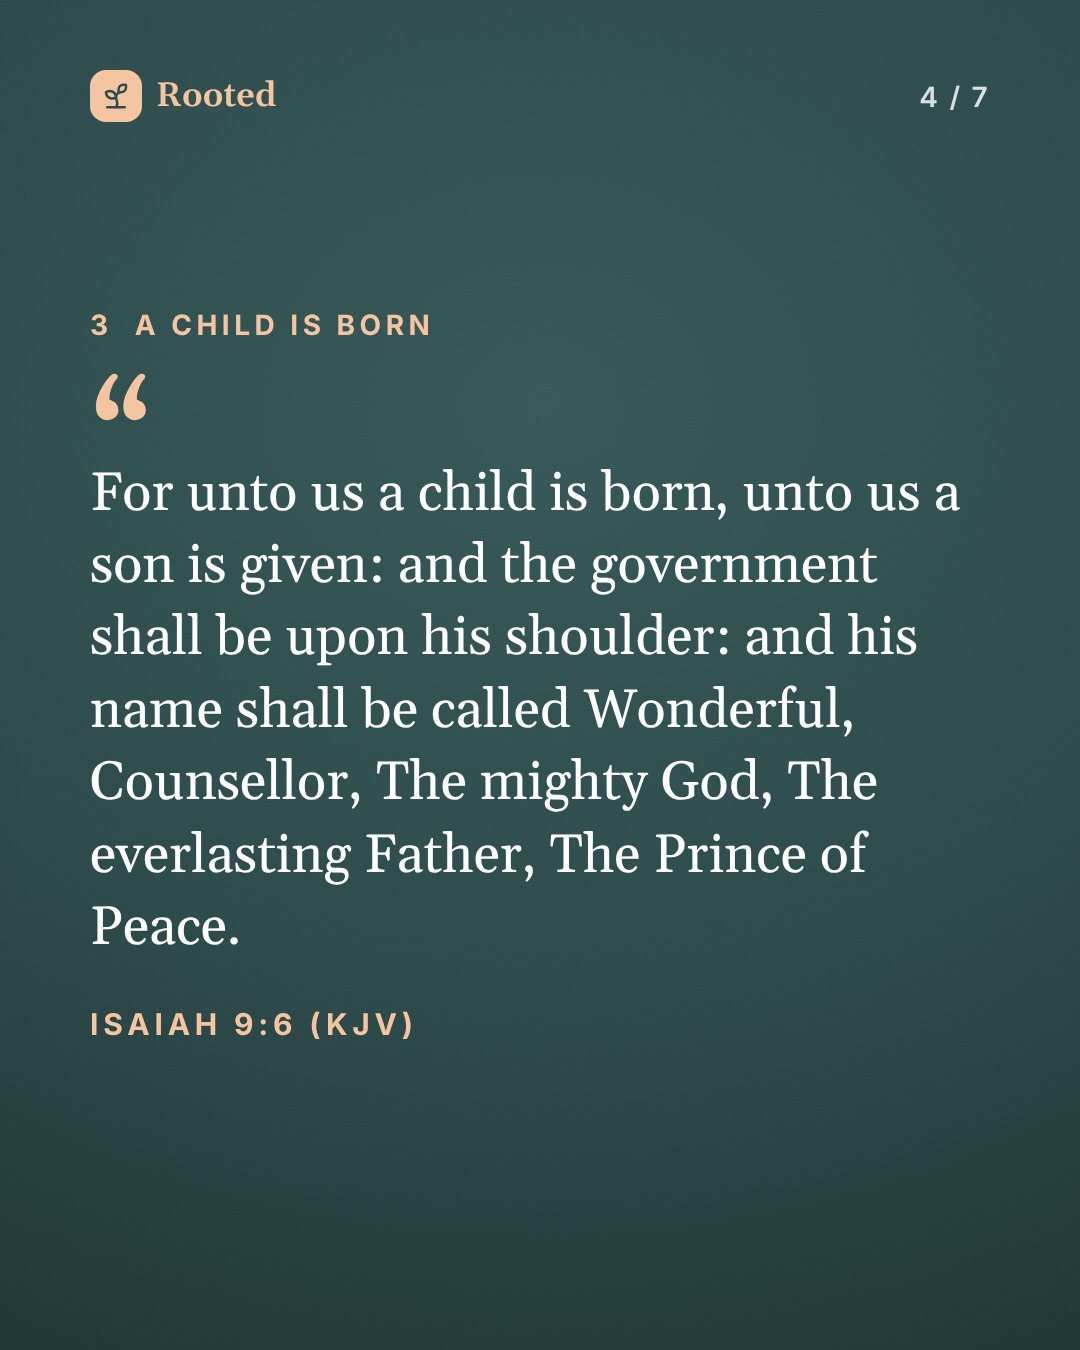 Rooted
4 / 7
3 A CHILD IS BORN
“
For unto us a child is born, unto us a
son is given: and the government
shall be upon his shoulder: and his
name shall be called Wonderful,
Counsellor, The mighty God, The
everlasting Father, The Prince of
Peace.
ISAIAH 9:6 (KJV)